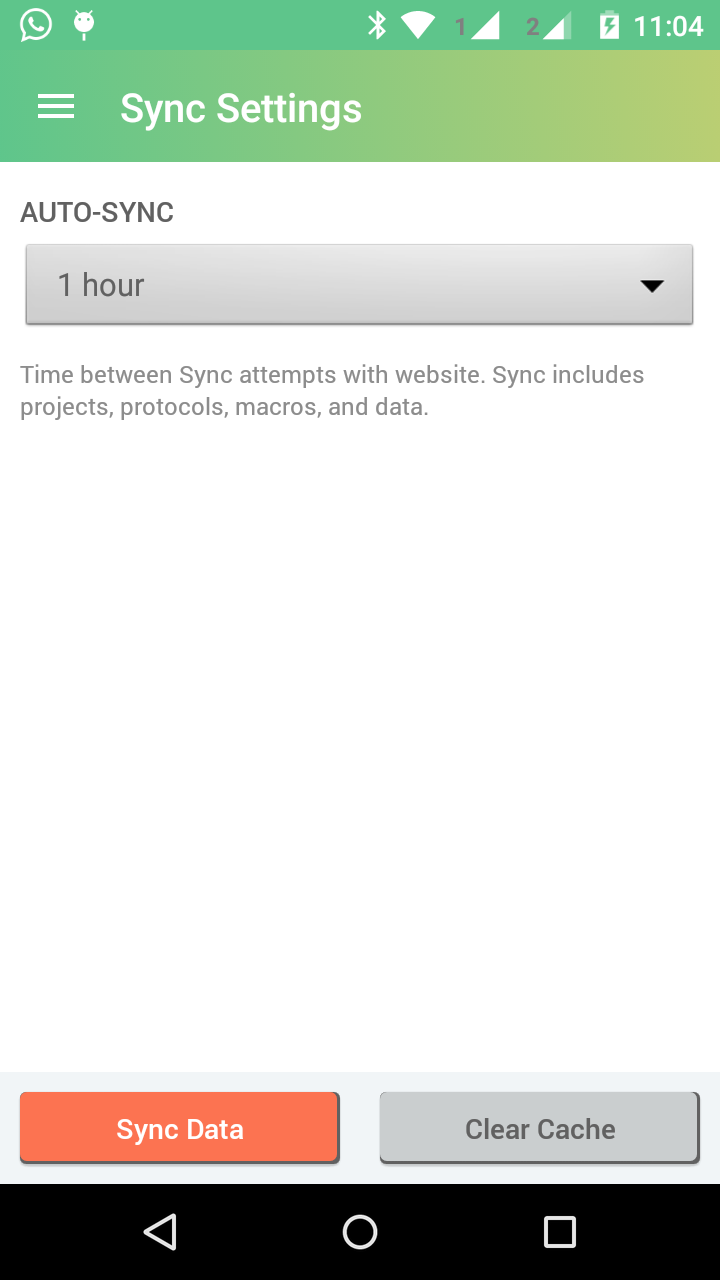 1 2 11:04
Sync Settings
AUTO-SYNC
1 hour
Time between Sync attempts with website. Sync includes
projects, protocols, macros, and data.
Sync Data Clear Cache